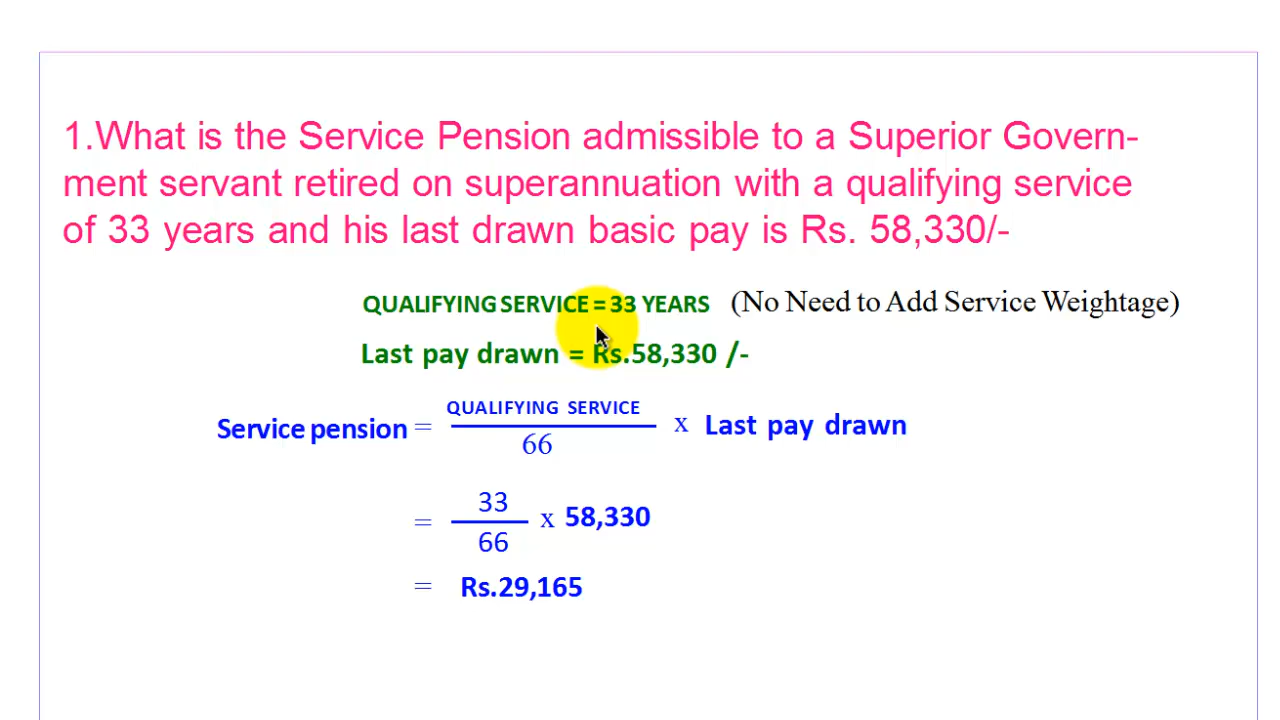 1.What is the Service Pension admissible to a Superior Govern-
ment servant retired on superannuation with a qualifying service
of 33 years and his last drawn basic pay is Rs. 58,330/-
QUALIFYING SERVICE = 33 YEARS (No Need to Add Service Weightage)
Last pay drawn = Rs.58,330 /-
QUALIFYING SERVICE
Service pension = x Last pay drawn
66
33
= x 58,330
66
= Rs.29,165